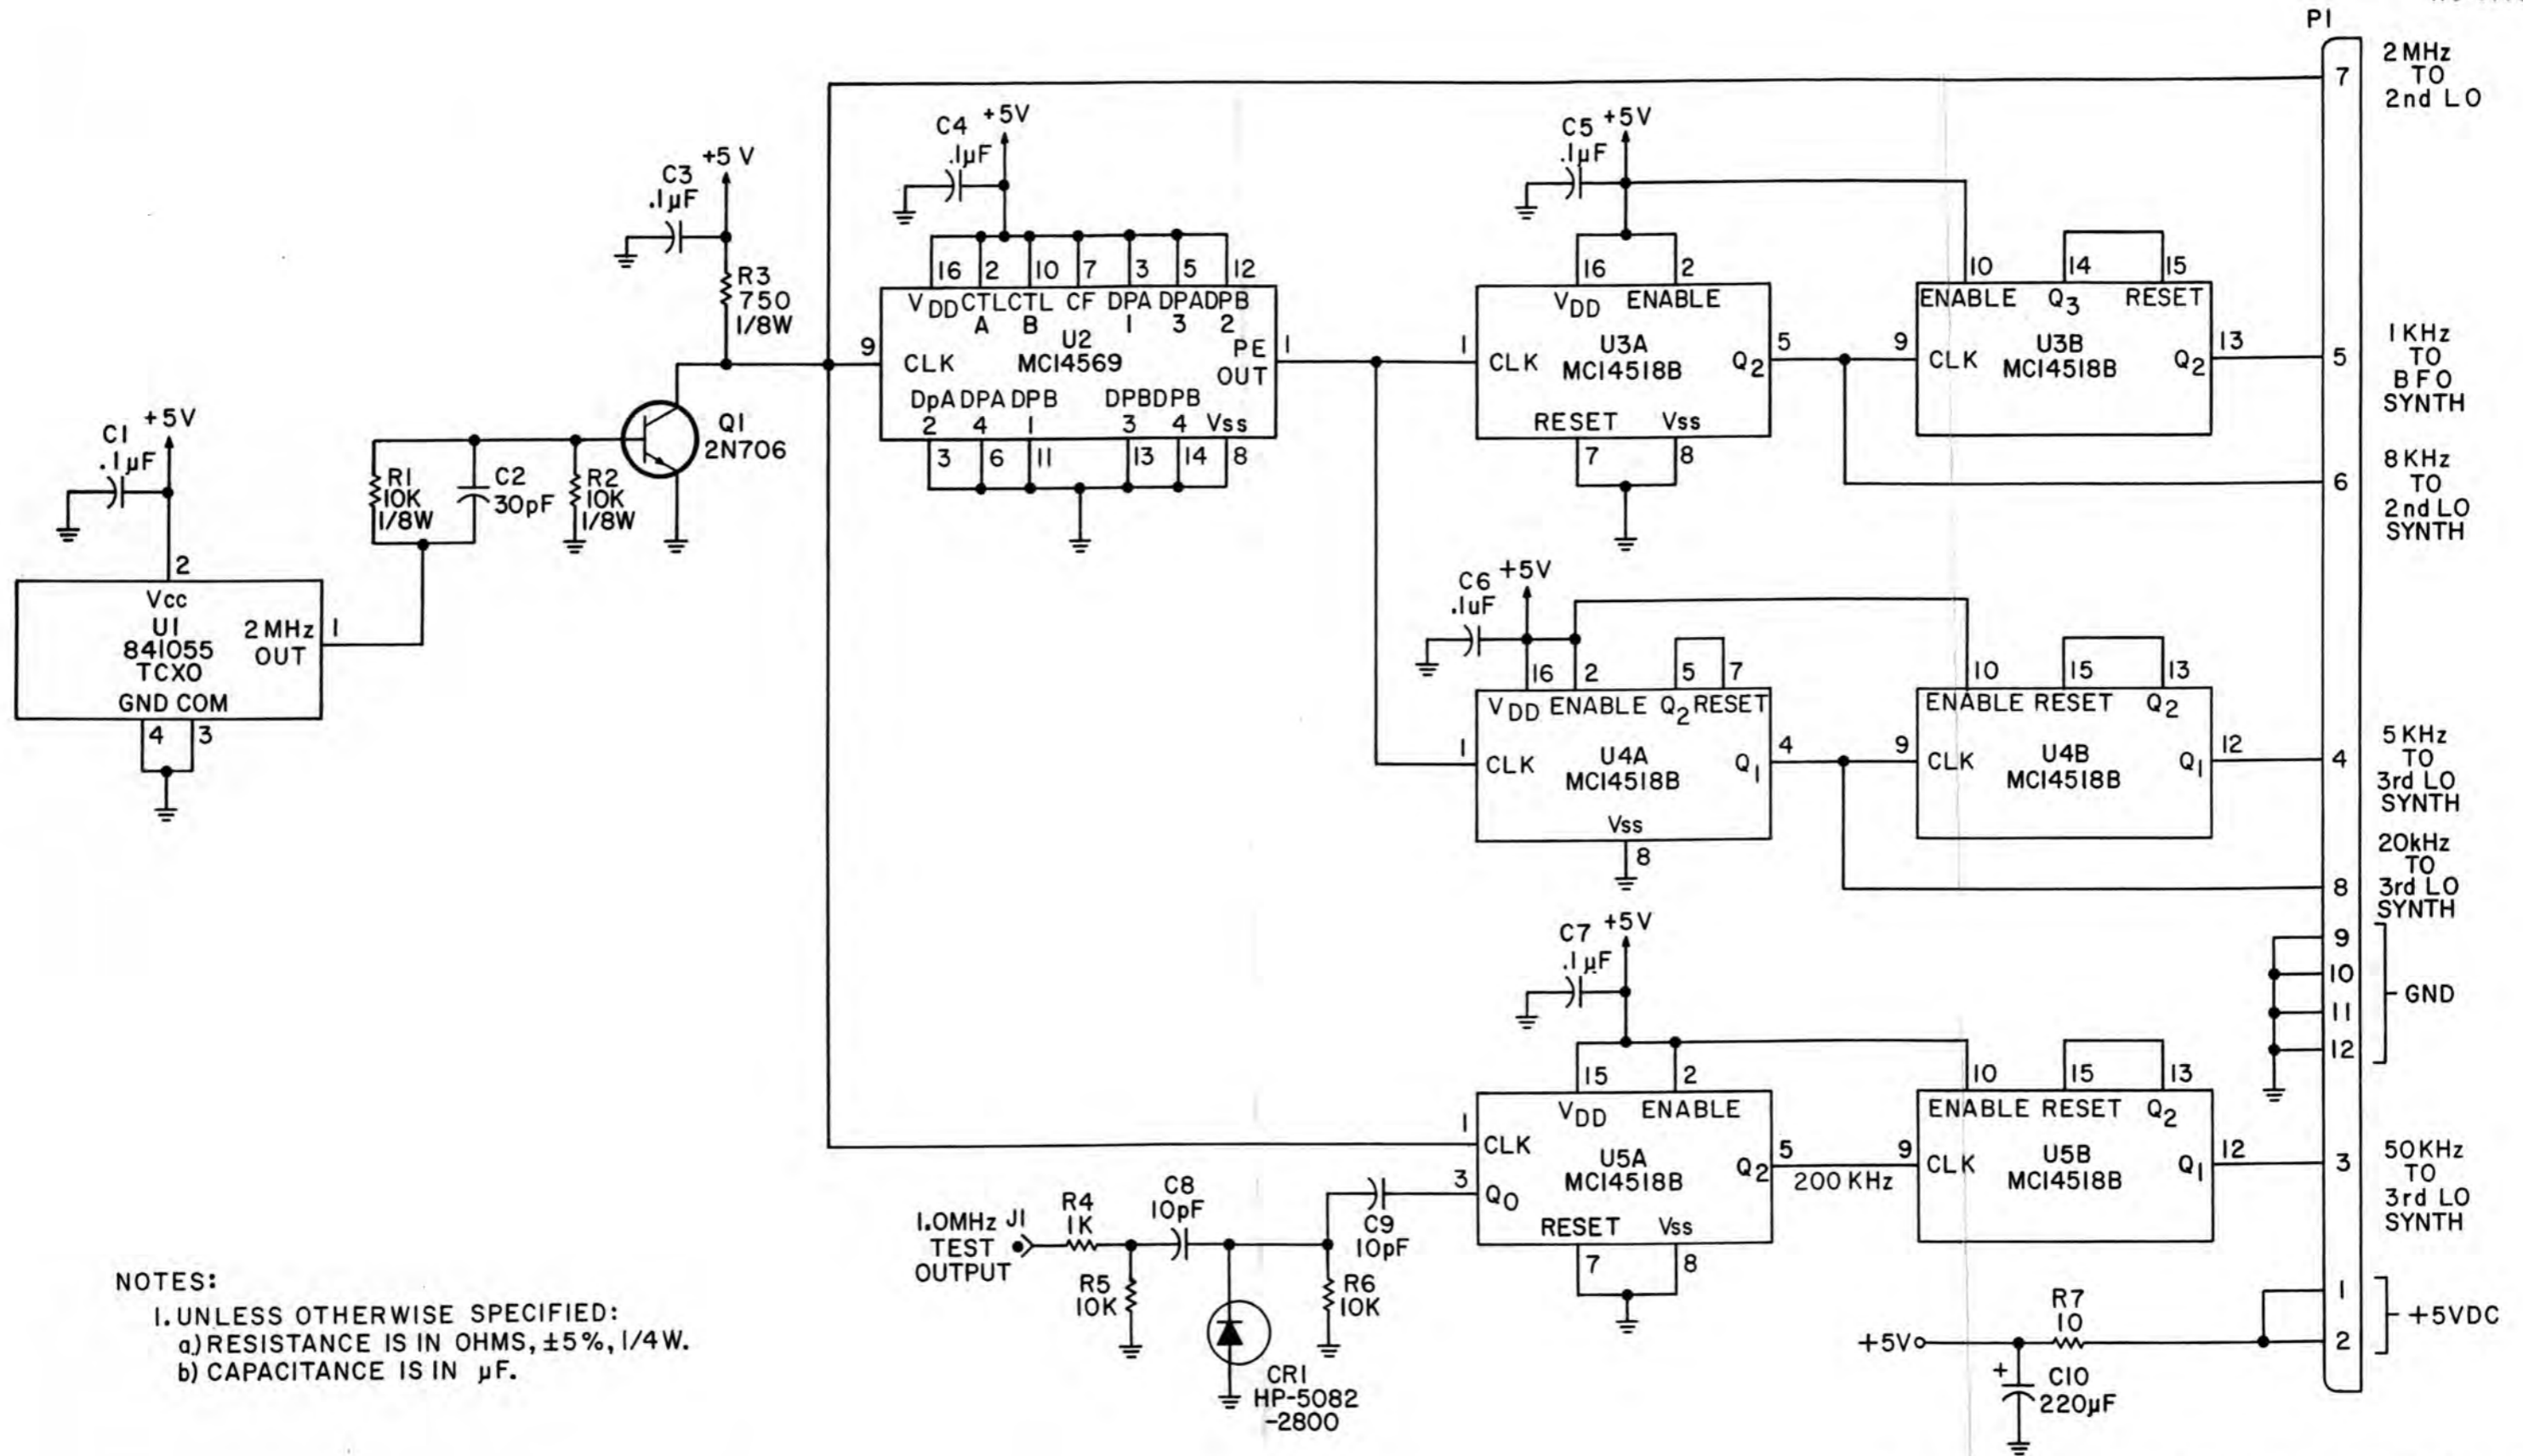 P1
7
2 MHz
TO
2nd LO
C4
+5V
.1µF
C5
+5V
.1µF
C3
+5 V
.1µF
R3
750
1/8W
16 2 10 7 3 5 12
VDD CTL CTL CF DPA DPA DPB
A B 1 3 2
U2
MC14569
9
CLK
PE
OUT
1
DpA DPA DPB DPB DPB
2 4 1 3 4 Vss
3 6 11 13 14 8
16 2
VDD ENABLE
1
CLK
U3A
MC14518B
Q2
5
RESET Vss
7 8
10 14 15
ENABLE Q3 RESET
9
CLK
U3B
MC14518B
Q2
13
5
1KHz
TO
BFO
SYNTH
6
8KHz
TO
2nd LO
SYNTH
C1
+5V
.1µF
R1
10K
1/8W
C2
30pF
R2
10K
1/8W
Q1
2N706
2
Vcc
U1
841055
TCXO
2 MHz
OUT
1
GND COM
4 3
C6
+5V
.1uF
16 2 5 7
VDD ENABLE Q2 RESET
1
CLK
U4A
MC14518B
Q1
4
Vss
8
10 15 13
ENABLE RESET Q2
9
CLK
U4B
MC14518B
Q1
12
4
5KHz
TO
3rd LO
SYNTH
8
20kHz
TO
3rd LO
SYNTH
9
10
11
12
GND
C7
+5V
.1µF
15 2
VDD ENABLE
1
CLK
U5A
MC14518B
3
Q0
Q2
5
200 KHz
RESET Vss
7 8
10 15 13
ENABLE RESET Q2
9
CLK
U5B
MC14518B
Q1
12
3
50KHz
TO
3rd LO
SYNTH
1.0MHz J1
TEST
OUTPUT
R4
1K
C8
10pF
C9
10pF
R5
10K
R6
10K
CR1
HP-5082
-2800
+5V
R7
10
+
C10
220µF
1
2
+5VDC
NOTES:
1. UNLESS OTHERWISE SPECIFIED:
a) RESISTANCE IS IN OHMS, ±5%, 1/4 W.
b) CAPACITANCE IS IN µF.